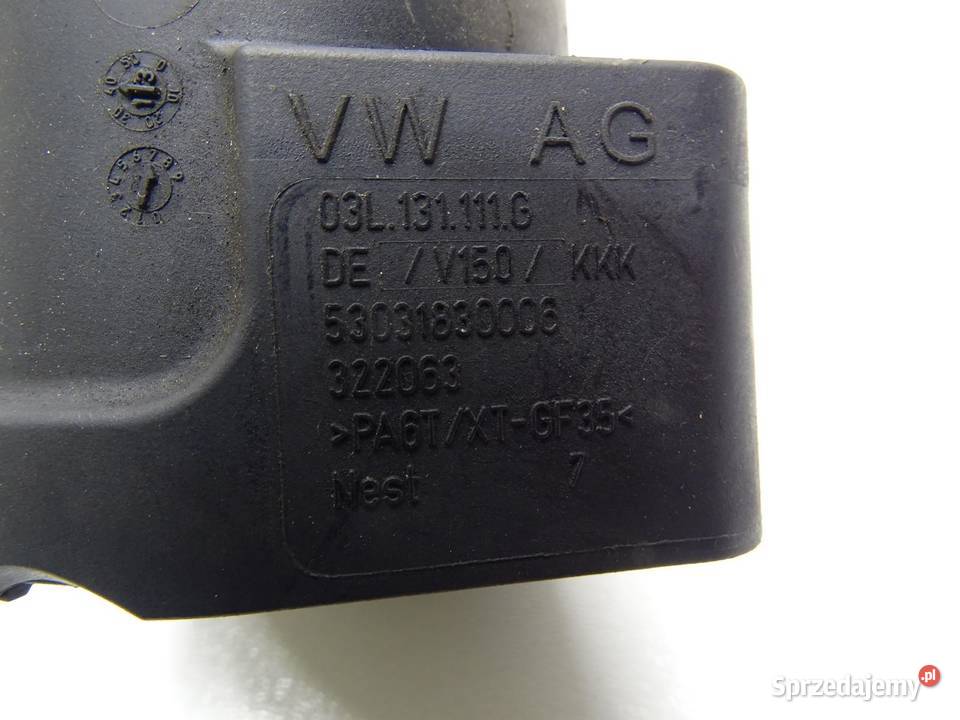 VW AG
03L.131.111.G
DE /V150/ KKK
53031830006
322063
>PA6T/XT-GF35<
Nest 7
Sprzedajemy.pl